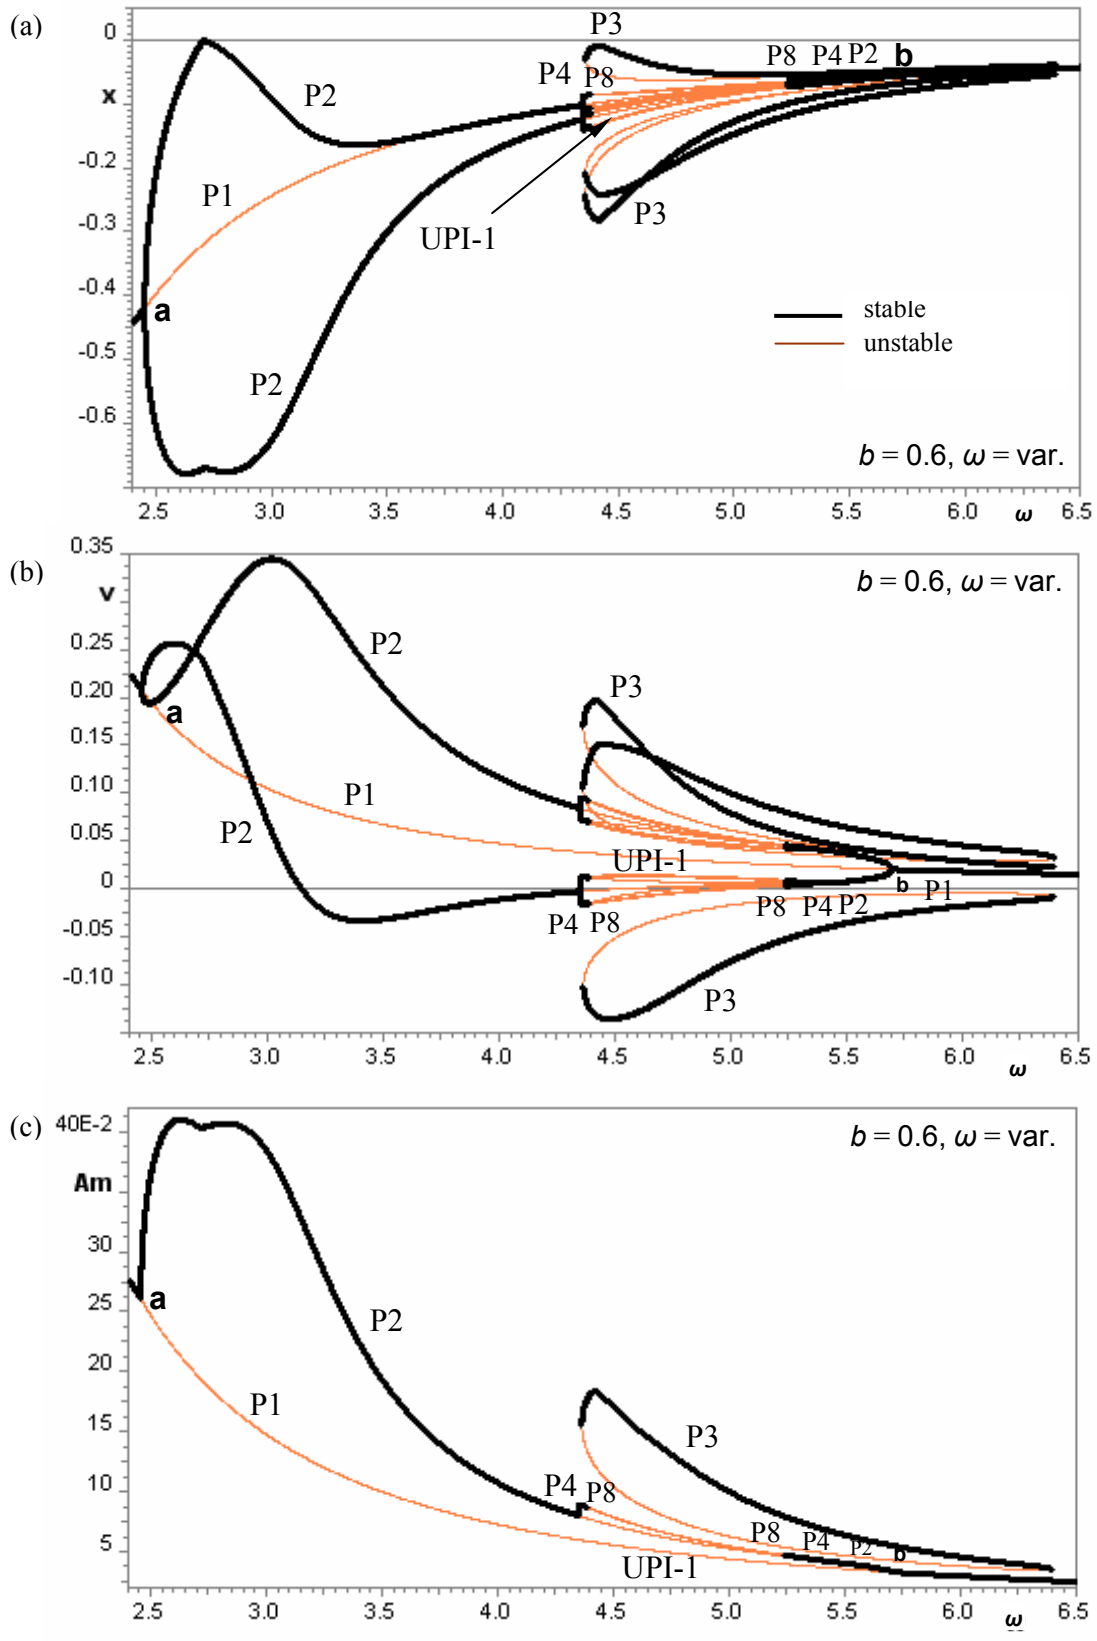 (a)
0
P3
P8 P4 P2 b
P4 P8
x
P2
-0.2
P1
P3
-0.3
UPI-1
-0.4
a
stable
unstable
-0.5
P2
-0.6
b = 0.6, ω = var.
2.5 3.0 3.5 4.0 4.5 5.0 5.5 6.0 ω 6.5
(b)
0.35
b = 0.6, ω = var.
v
0.25
P2
0.20
a
P3
0.15
0.10
P1
P2
0.05
UPI-1
0
b P1
P8 P4 P2
P4 P8
-0.05
-0.10
P3
2.5 3.0 3.5 4.0 4.5 5.0 5.5 6.0 6.5
ω
(c)
40E-2
b = 0.6, ω = var.
Am
30
a
25
P2
20
P1
15
P3
10
P4 P8
P8 P4 P2 b
5
UPI-1
2.5 3.0 3.5 4.0 4.5 5.0 5.5 6.0 ω 6.5